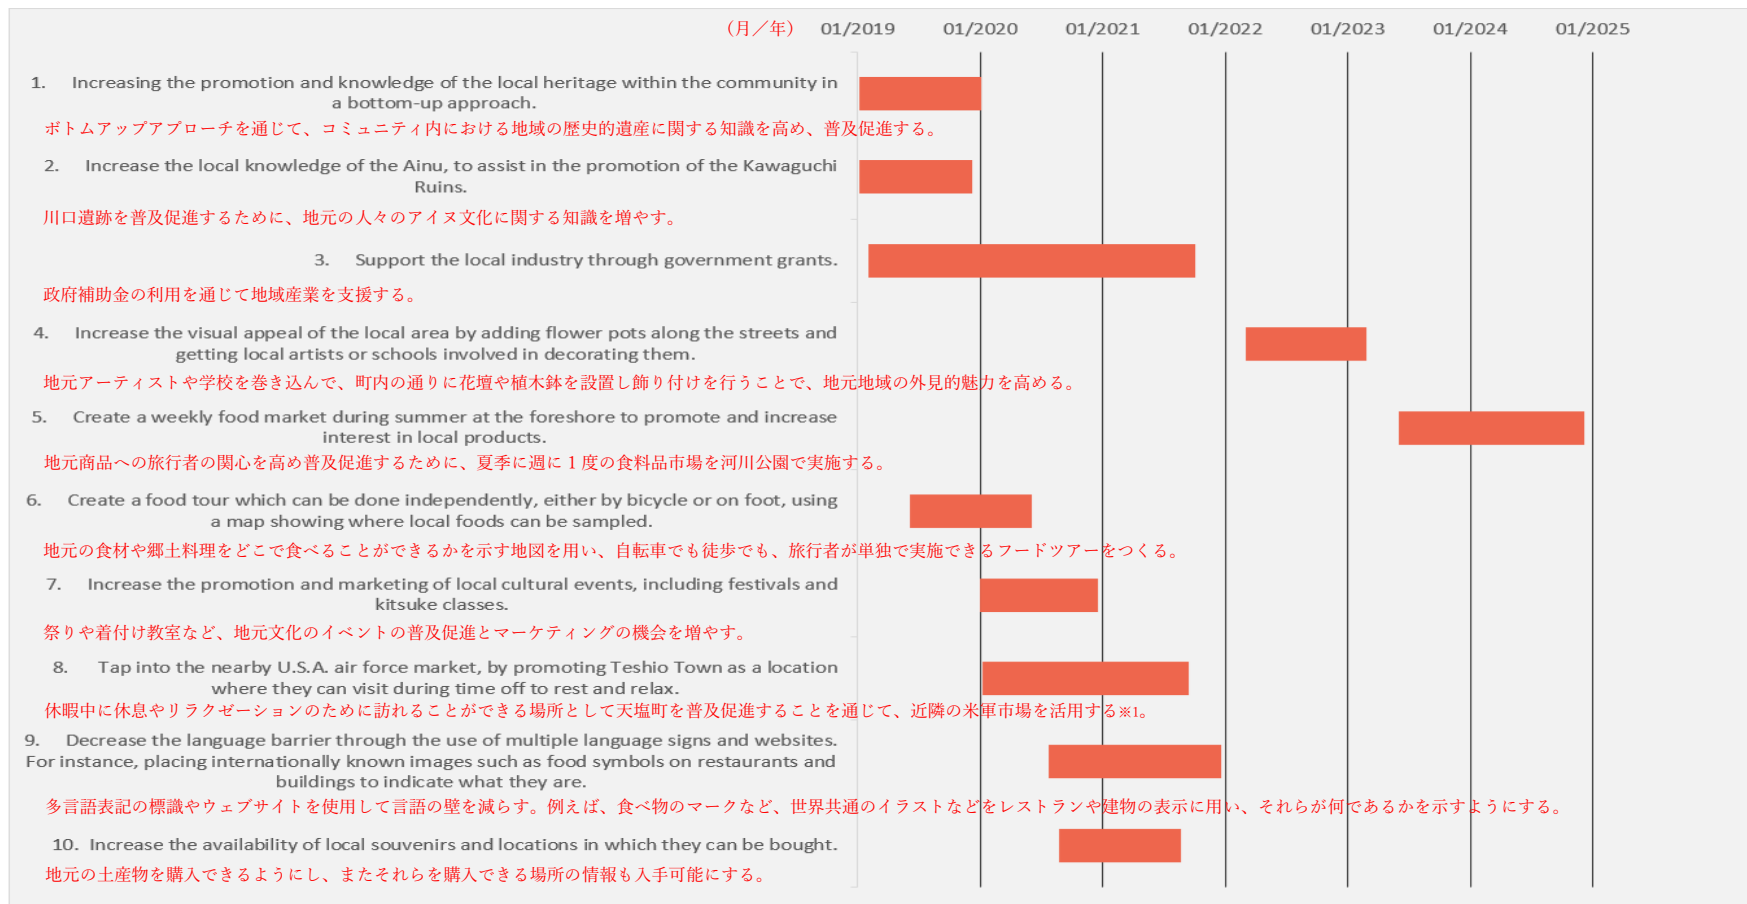 (月／年) 01/2019 01/2020 01/2021 01/2022 01/2023 01/2024 01/2025
1. Increasing the promotion and knowledge of the local heritage within the community in
a bottom-up approach.
ボトムアップアプローチを通じて、コミュニティ内における地域の歴史的遺産に関する知識を高め、普及促進する。
2. Increase the local knowledge of the Ainu, to assist in the promotion of the Kawaguchi
Ruins.
川口遺跡を普及促進するために、地元の人々のアイヌ文化に関する知識を増やす。
3. Support the local industry through government grants.
政府補助金の利用を通じて地域産業を支援する。
4. Increase the visual appeal of the local area by adding flower pots along the streets and
getting local artists or schools involved in decorating them.
地元アーティストや学校を巻き込んで、町内の通りに花壇や植木鉢を設置し飾り付けを行うことで、地元地域の外見的魅力を高める。
5. Create a weekly food market during summer at the foreshore to promote and increase
interest in local products.
地元商品への旅行者の関心を高め普及促進するために、夏季に週に１度の食料品市場を河川公園で実施する。
6. Create a food tour which can be done independently, either by bicycle or on foot, using
a map showing where local foods can be sampled.
地元の食材や郷土料理をどこで食べることができるかを示す地図を用い、自転車でも徒歩でも、旅行者が単独で実施できるフードツアーをつくる。
7. Increase the promotion and marketing of local cultural events, including festivals and
kitsuke classes.
祭りや着付け教室など、地元文化のイベントの普及促進とマーケティングの機会を増やす。
8. Tap into the nearby U.S.A. air force market, by promoting Teshio Town as a location
where they can visit during time off to rest and relax.
休暇中に休息やリラクゼーションのために訪れることができる場所として天塩町を普及促進することを通じて、近隣の米軍市場を活用する※1。
9. Decrease the language barrier through the use of multiple language signs and websites.
For instance, placing internationally known images such as food symbols on restaurants and
buildings to indicate what they are.
多言語表記の標識やウェブサイトを使用して言語の壁を減らす。例えば、食べ物のマークなど、世界共通のイラストなどをレストランや建物の表示に用い、それらが何であるかを示すようにする。
10. Increase the availability of local souvenirs and locations in which they can be bought.
地元の土産物を購入できるようにし、またそれらを購入できる場所の情報も入手可能にする。